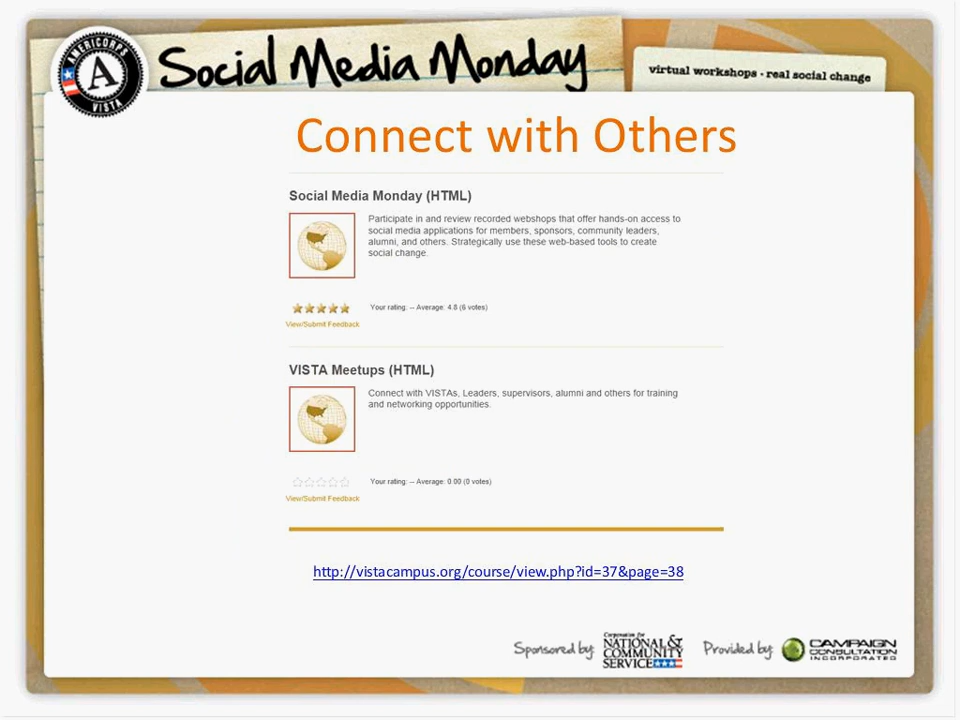 AMERICORPS
A
VISTA
Social Media Monday
virtual workshops · real social change
Connect with Others
Social Media Monday (HTML)
Participate in and review recorded webshops that offer hands-on access to
social media applications for members, sponsors, community leaders,
alumni, and others. Strategically use these web-based tools to create
social change.
Your rating: -- Average: 4.8 (6 votes)
View/Submit Feedback
VISTA Meetups (HTML)
Connect with VISTAs, Leaders, supervisors, alumni and others for training
and networking opportunities.
Your rating: -- Average: 0.00 (0 votes)
View/Submit Feedback
http://vistacampus.org/course/view.php?id=37&page=38
Sponsored by:
Corporation for
NATIONAL &
COMMUNITY
SERVICE
Provided by:
CAMPAIGN
CONSULTATION
INCORPORATED